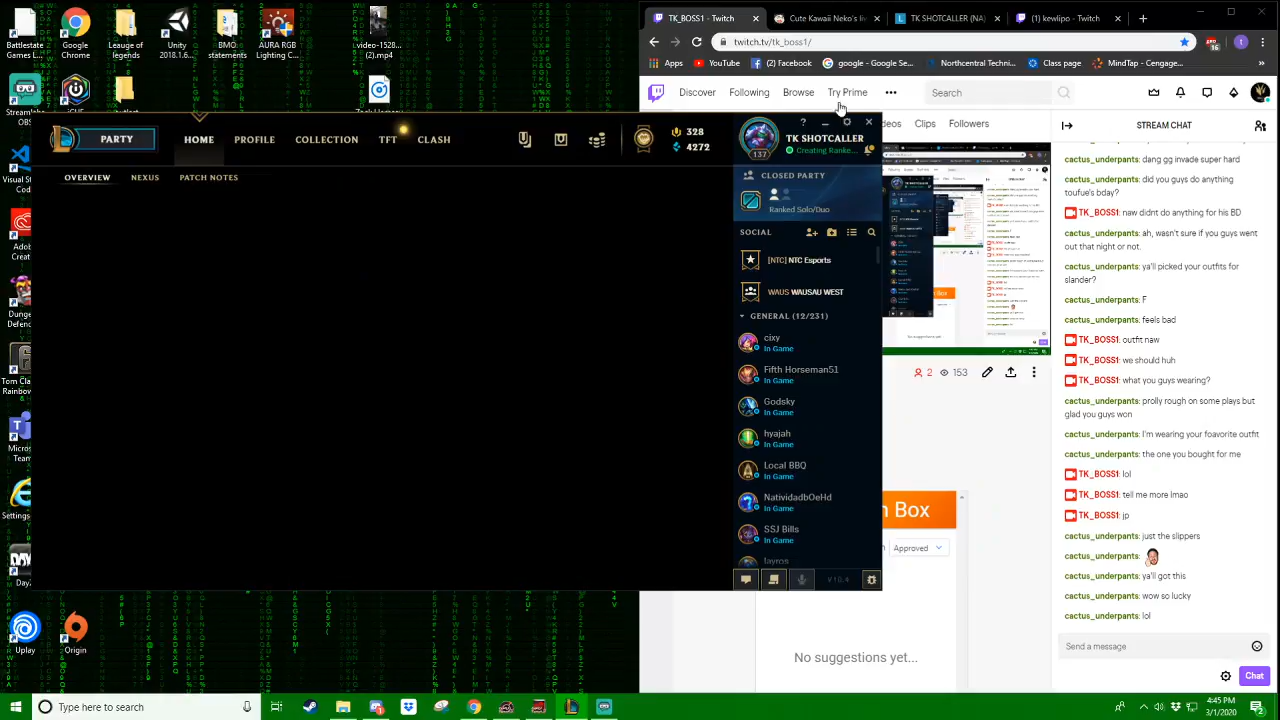 Battlestate
Games L...
Google
Chrome
Leauge of
legends
Unity
2018.1.6...
BMO
statements
AURA RGB
Lighting C...
video-1528...
(2).mp4
TK_BOSS1 - Twitch
Cute Kawaii Neko's liv
TK SHOTCALLER (NA)
(1) kewlipo - Twitch
twitch.tv/tk_boss1/
Apps
YouTube
(2) Facebook
google - Google Se...
Northcentral Techni...
Class page
MindTap - Cengage...
Discover
Following
Browse
Try Prime
Search
Clips
Followers
STREAM CHAT
PARTY
HOME
PROFILE
COLLECTION
TFT
CLASH
328
4272
137
TK SHOTCALLER
Creating Ranke...
OVERVIEW
NEXUS
PATCH NOTES
CLOSED PARTY
Ranked Solo/Duo
SOCIAL
[NTC] NTC Esports
WAUS WAUSAU WEST
GENERAL (12/231)
cixy
In Game
Fifth Horseman51
In Game
Godsky
In Game
hyajah
In Game
Local BBQ
In Game
NatividadbOeHd
In Game
SSJ Bills
In Game
layros
V10.4
2
153
Approved
No suggestions yet...
cactus_underpants: dang gg invade super hard
did you guys do anything
toufue's bday?
TK_BOSS1: didnt do anything for his BF
eh, wasn't sure if you guys went
out that night or not.
cactus_underpants: ya'll pickd your outfits for
slander?
cactus_underpants: F
cactus_underpants: feels bad
TK_BOSS1: outfit naw
TK_BOSS1: we should huh
TK_BOSS1: what you guys wearing?
cactus_underpants: prolly rough on some plays but
glad you guys won
cactus_underpants: I'm wearing your foavorite outfit
cactus_underpants: the one you bought for me
TK_BOSS1: lol
TK_BOSS1: tell me more lmao
TK_BOSS1: jp
cactus_underpants: just the slippers
cactus_underpants:
cactus_underpants: ya'll got this
cactus_underpants: wow so lucky
cactus_underpants: lol
Send a message
Chat
Uplay
Origin
Type here to search
4:45 PM
3/1/2020
2